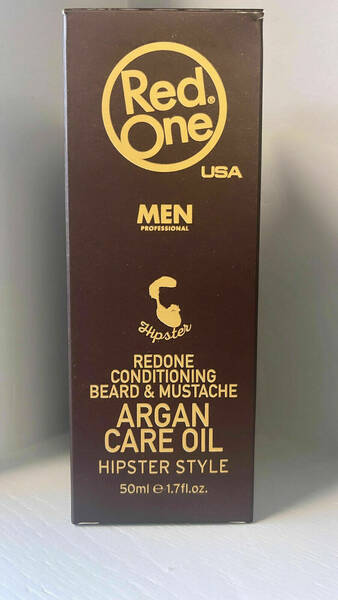 Red®
One
USA
MEN
PROFESSIONAL
Hipster
REDONE
CONDITIONING
BEARD & MUSTACHE
ARGAN
CARE OIL
HIPSTER STYLE
50ml ℮ 1.7fl.oz.